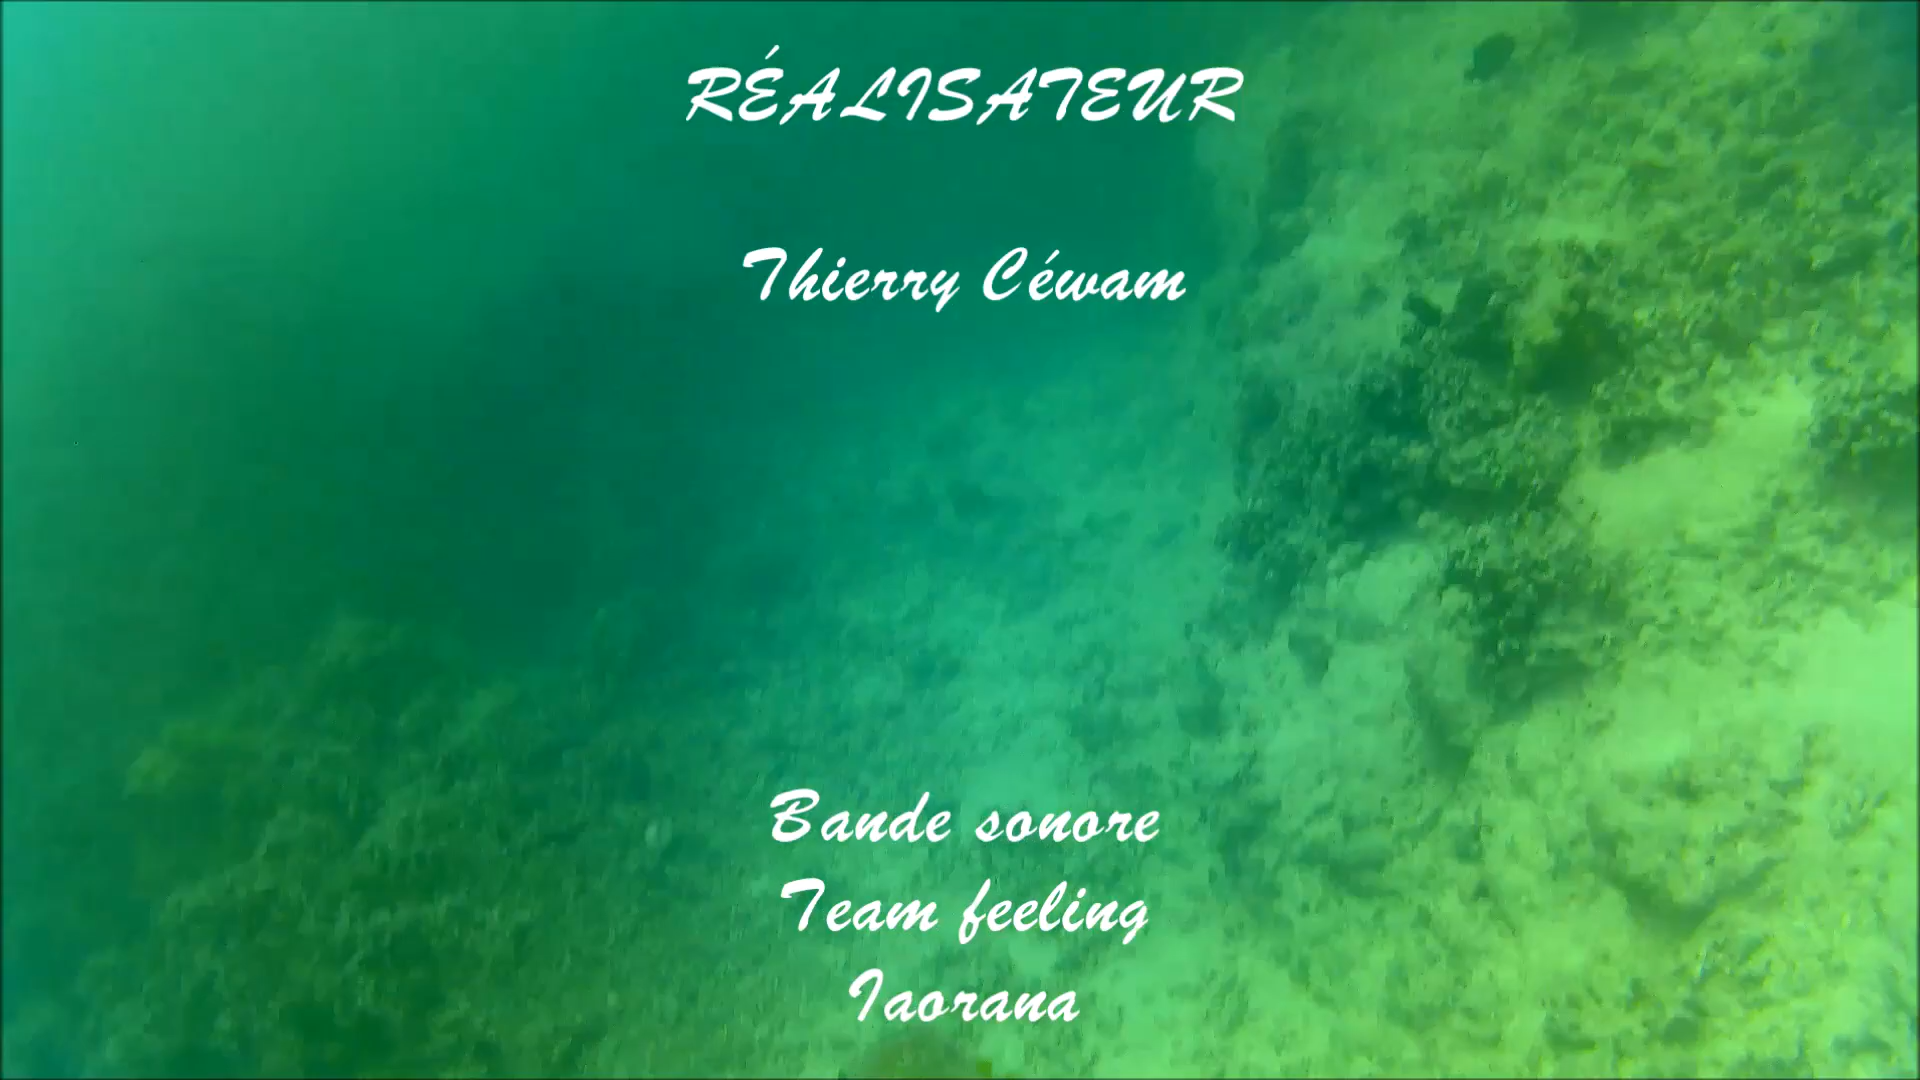 RÉALISATEUR
Thierry Céwam
Bande sonore
Team feeling
Iaorana